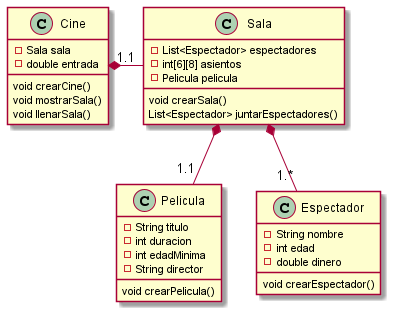 C Cine
Sala sala
double entrada
void crearCine()
void mostrarSala()
void llenarSala()
1.1
C Sala
List<Espectador> espectadores
int[6][8] asientos
Pelicula pelicula
void crearSala()
List<Espectador> juntarEspectadores()
1.1
1.*
C Pelicula
String titulo
int duracion
int edadMinima
String director
void crearPelicula()
C Espectador
String nombre
int edad
double dinero
void crearEspectador()